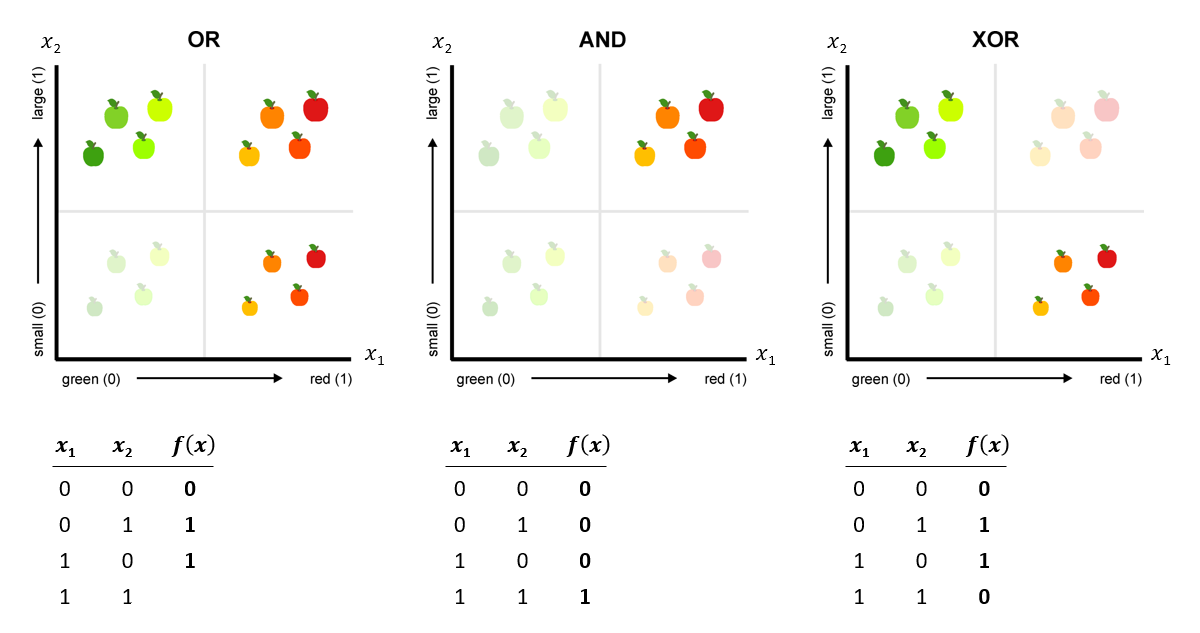 OR
x2
large (1)
small (0)
x1
green (0) red (1)
x1 x2 f(x)
0 0 0
0 1 1
1 0 1
1 1
AND
x2
large (1)
small (0)
x1
green (0) red (1)
x1 x2 f(x)
0 0 0
0 1 0
1 0 0
1 1 1
XOR
x2
large (1)
small (0)
x1
green (0) red (1)
x1 x2 f(x)
0 0 0
0 1 1
1 0 1
1 1 0